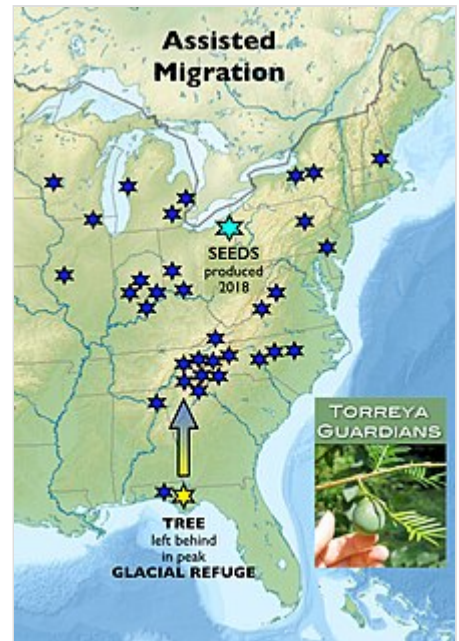 Assisted
Migration
SEEDS
produced
2018
TORREYA
GUARDIANS
TREE
left behind
in peak
GLACIAL REFUGE